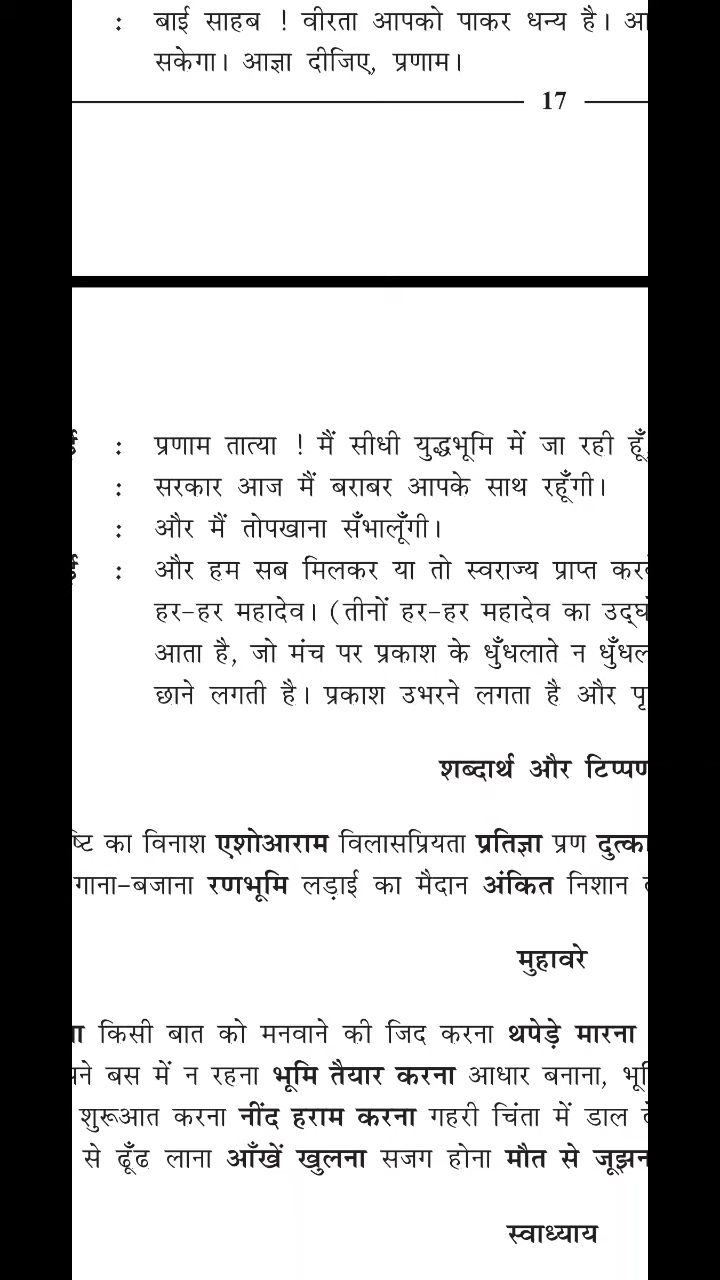 : बाई साहब ! वीरता आपको पाकर धन्य है।
सकेगा। आज्ञा दीजिए, प्रणाम।
17
: प्रणाम तात्या ! मैं सीधी युद्धभूमि में जा रही हूँ
: सरकार आज मैं बराबर आपके साथ रहूँगी।
: और मैं तोपखाना सँभालूँगी।
: और हम सब मिलकर या तो स्वराज्य प्राप्त
हर-हर महादेव। (तीनों हर-हर महादेव का
आता है, जो मंच पर प्रकाश के धुँधलाते न
छाने लगती है। प्रकाश उभरने लगता है और
शब्दार्थ और
का विनाश एशोआराम विलासप्रियता प्रतिज्ञा प्रण
गाना-बजाना रणभूमि लड़ाई का मैदान अंकित निशान
मुहावरे
किसी बात को मनवाने की जिद करना थपेड़े मारना
बस में न रहना भूमि तैयार करना आधार बनाना,
शुरूआत करना नींद हराम करना गहरी चिंता में डाल
से ढूँढ लाना आँखें खुलना सजग होना मौत से
स्वाध्याय